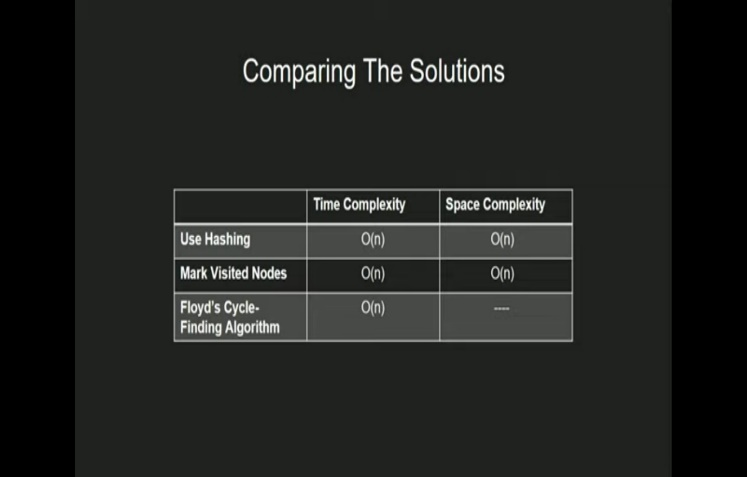 Comparing The Solutions
Time Complexity Space Complexity
Use Hashing O(n) O(n)
Mark Visited Nodes O(n) O(n)
Floyd's Cycle- O(n) ----
Finding Algorithm